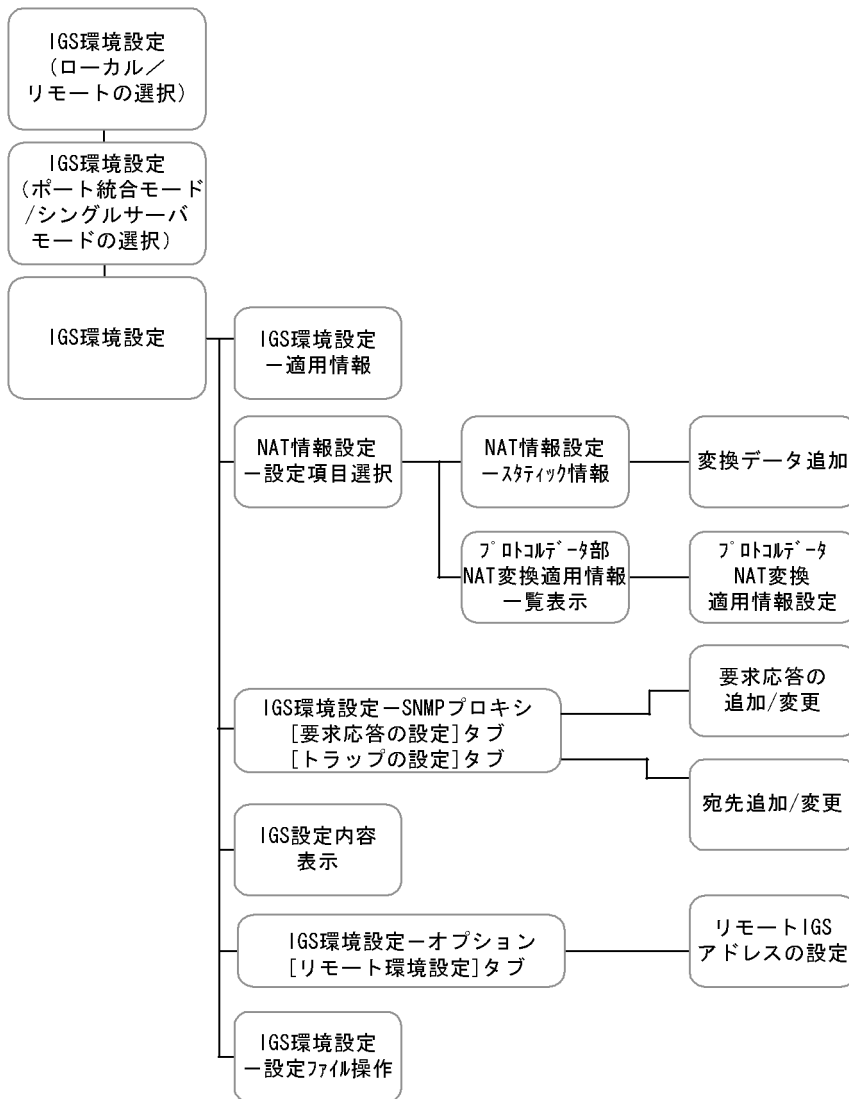 IGS環境設定
(ローカル／
リモートの選択)
IGS環境設定
(ポート統合モード
/シングルサーバ
モードの選択)
IGS環境設定
IGS環境設定
－適用情報
NAT情報設定
－設定項目選択
NAT情報設定
－ｽﾀﾃｨｯｸ情報
変換データ追加
ﾌﾟﾛﾄｺﾙﾃﾞｰﾀ部
NAT変換適用情報
一覧表示
ﾌﾟﾛﾄｺﾙﾃﾞｰﾀ
NAT変換
適用情報設定
IGS環境設定－SNMPプロキシ
[要求応答の設定]タブ
[トラップの設定]タブ
要求応答の
追加/変更
宛先追加/変更
IGS設定内容
表示
IGS環境設定－オプション
[リモート環境設定]タブ
リモートIGS
アドレスの設定
IGS環境設定
－設定ﾌｧｲﾙ操作